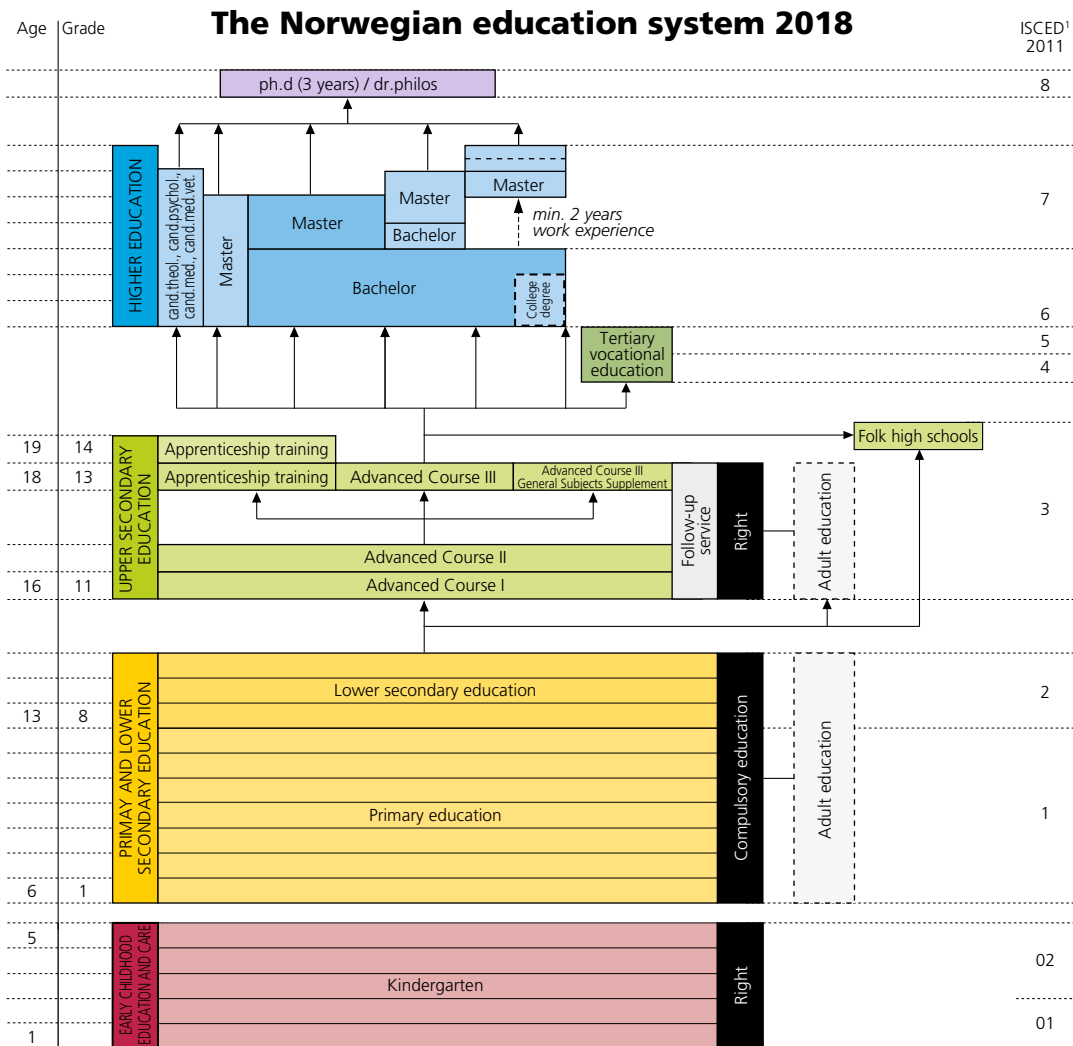 The Norwegian education system 2018
Age
Grade
ISCED¹
2011
ph.d (3 years) / dr.philos
8
HIGHER EDUCATION
cand.theol., cand.psychol.,
cand.med., cand.med.vet.
Master
Master
Master
Bachelor
Master
min. 2 years
work experience
7
Bachelor
College
degree
6
Tertiary
vocational
education
5
4
UPPER SECONDARY
EDUCATION
19
14
Apprenticeship training
Folk high schools
18
13
Apprenticeship training
Advanced Course III
Advanced Course III
General Subjects Supplement
Follow-up
service
Right
Adult education
3
Advanced Course II
16
11
Advanced Course I
PRIMAY AND LOWER
SECONDARY EDUCATION
Lower secondary education
2
13
8
Compulsory education
Adult education
Primary education
1
6
1
EARLY CHILDHOOD
EDUCATION AND CARE
5
Kindergarten
Right
02
01
1